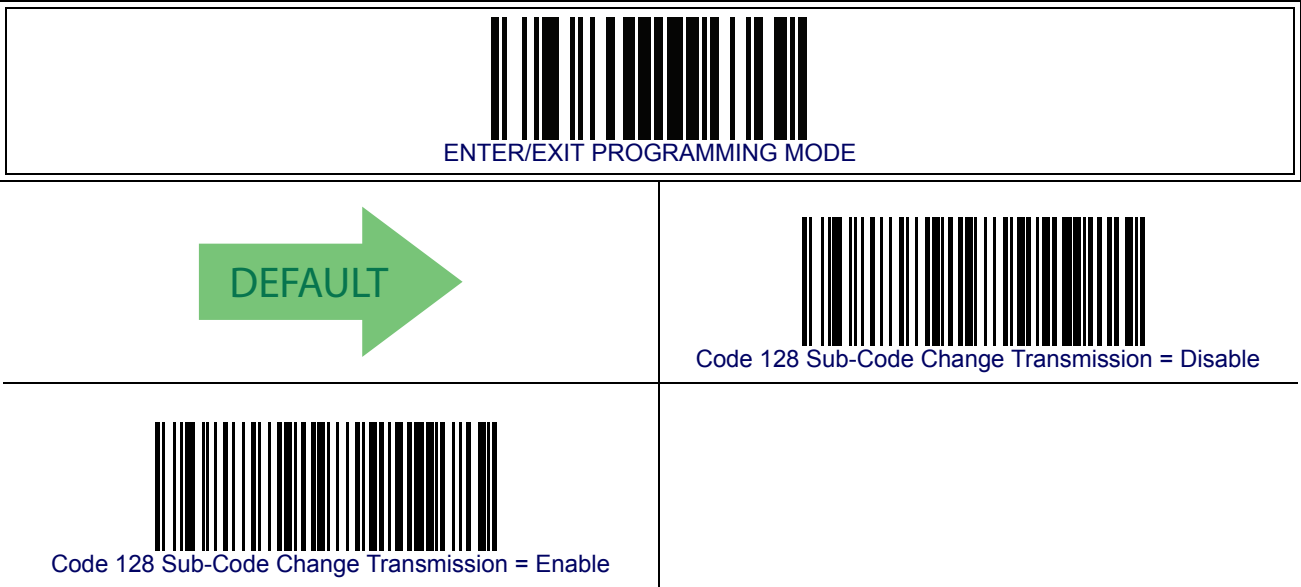 ENTER/EXIT PROGRAMMING MODE
DEFAULT
Code 128 Sub-Code Change Transmission = Disable
Code 128 Sub-Code Change Transmission = Enable